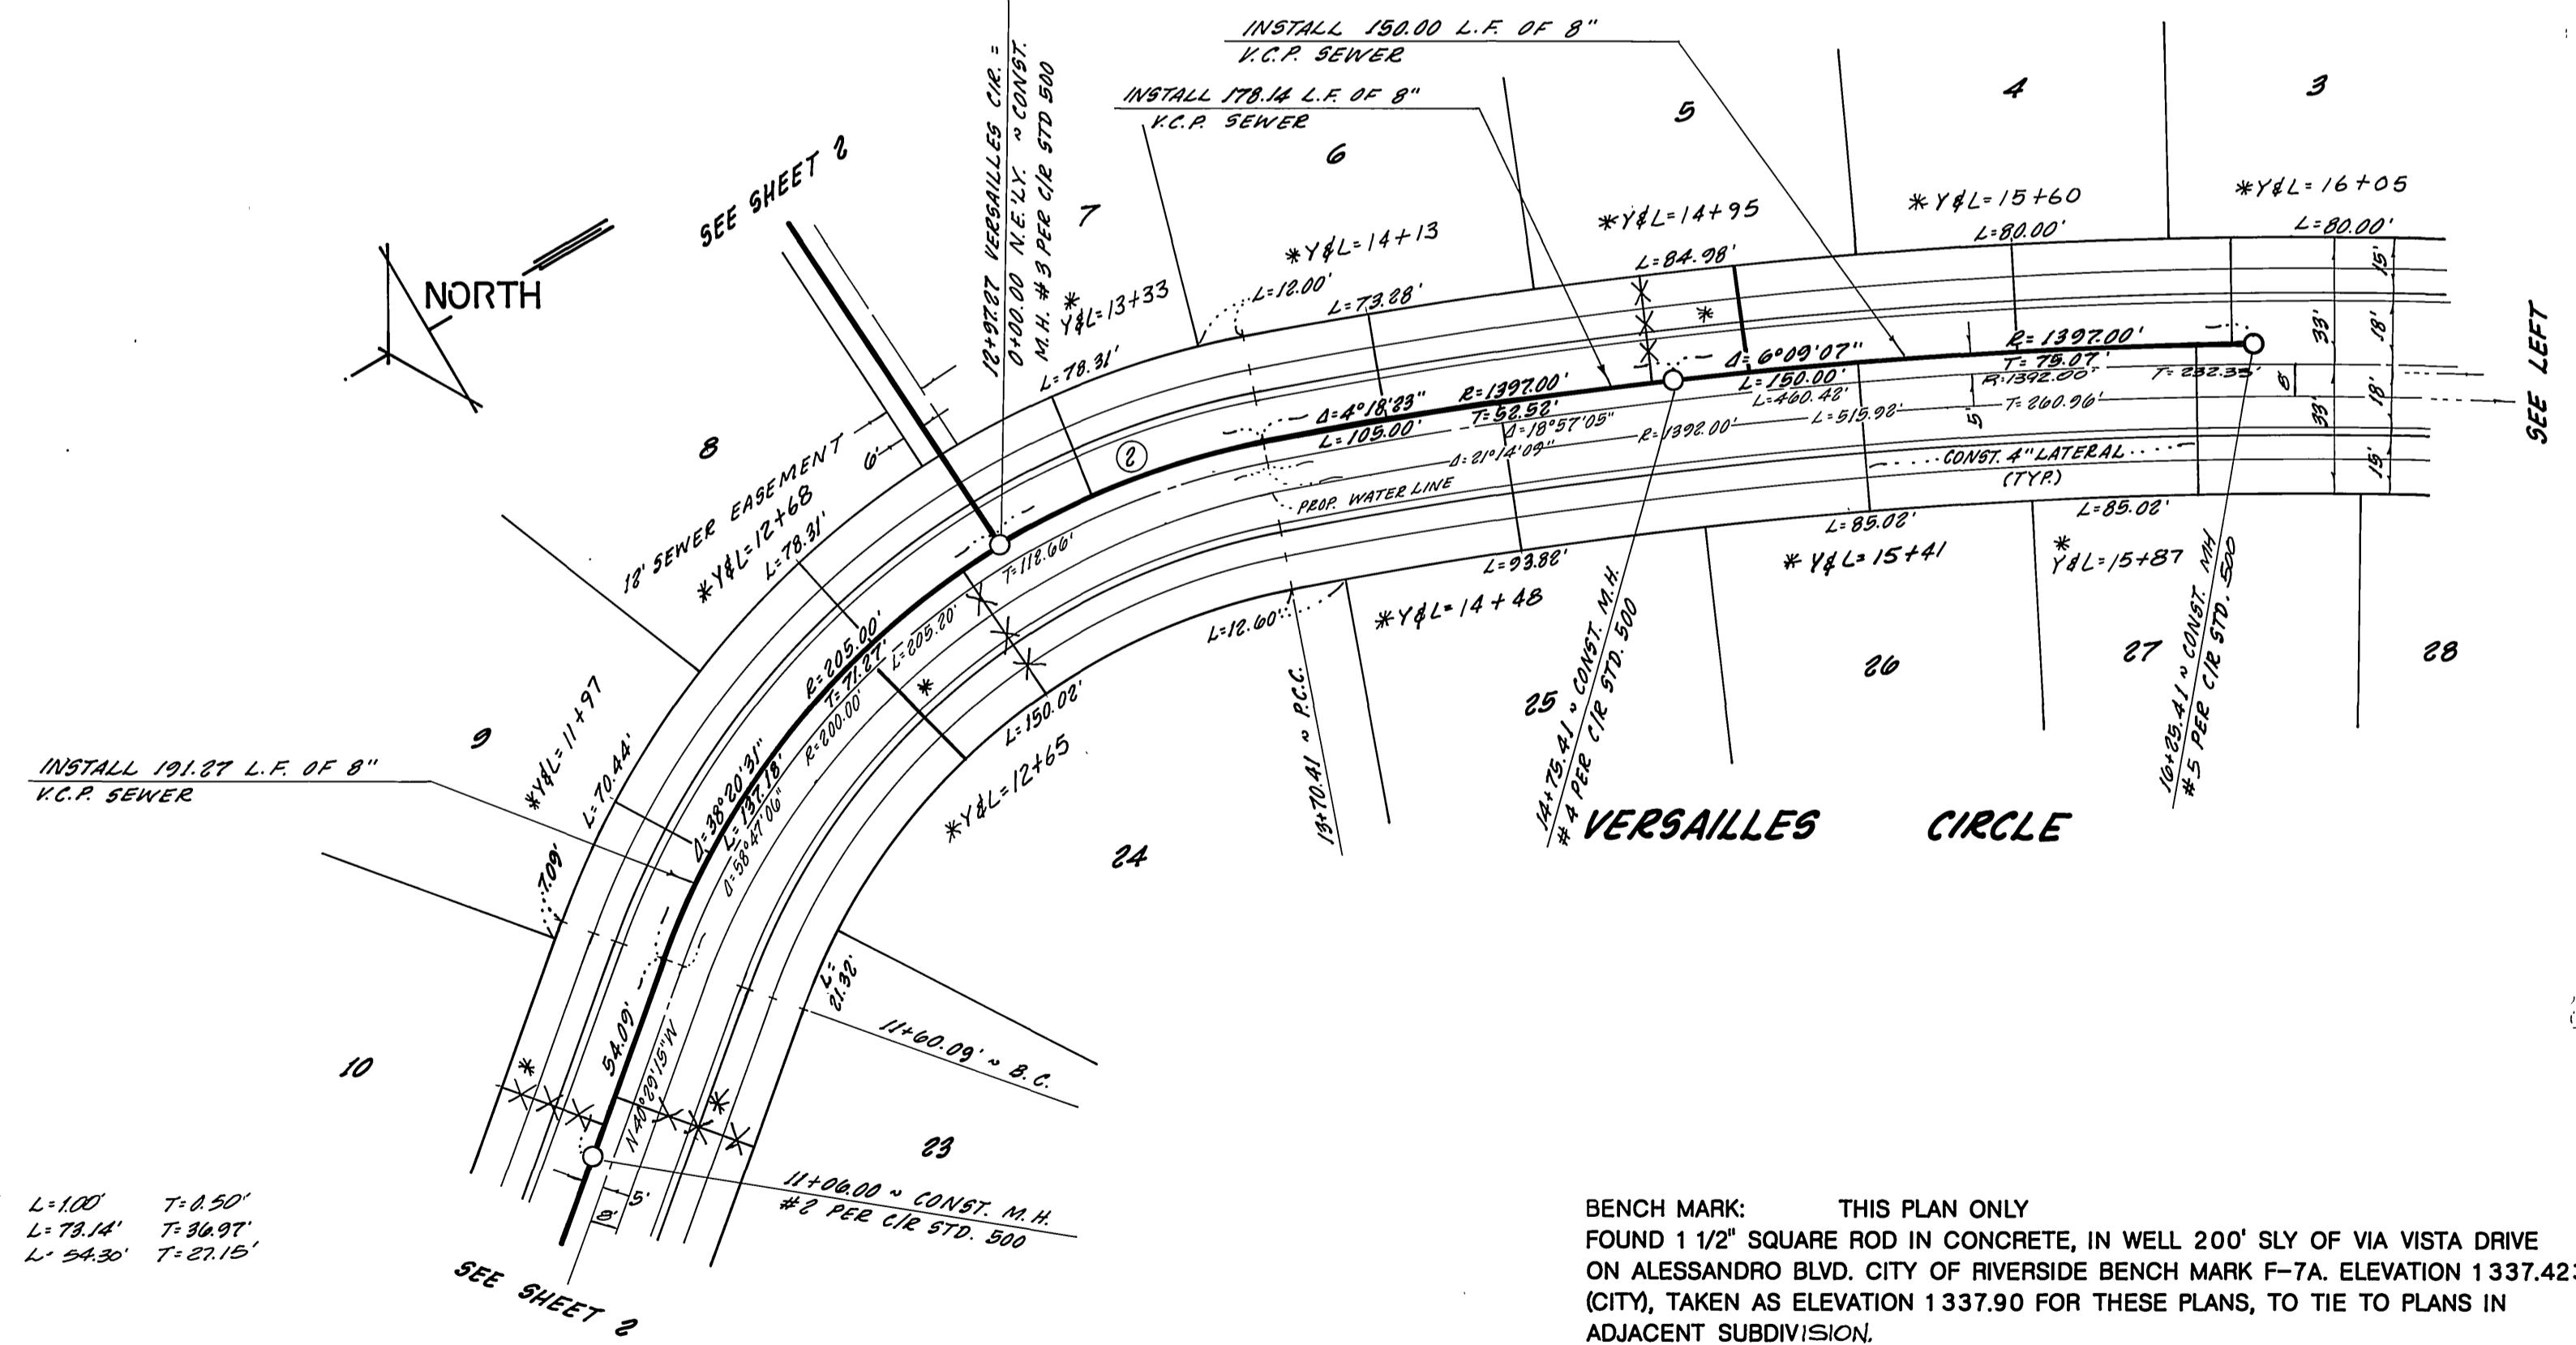 INSTALL 150.00 L.F. OF 8"
V.C.P. SEWER
INSTALL 178.14 L.F. OF 8"
V.C.P. SEWER
12+97.27 VERSAILLES CIR. =
0+00.00 N.E.'LY. ~ CONST.
M.H. #3 PER C/R STD 500
SEE SHEET 2
NORTH
7
6
5
4
3
*
Y&L=13+33
*Y&L=14+13
*Y&L=14+95
*Y&L=15+60
*Y&L=16+05
L=78.31'
L=12.00'
L=73.28'
L=84.98'
L=80.00'
L=80.00'
15'
18'
33'
18'
33'
15'
8'
SEE LEFT
*
R=1397.00'
Δ=6°09'07"
T=75.07'
L=150.00'
R=1392.00'
T=232.33'
L=460.42'
L=515.92'
T=260.96'
5'
Δ=4°18'23"
R=1397.00'
L=105.00'
T=52.52'
Δ=18°57'05"
R=1392.00'
Δ=21°14'09"
PROP. WATER LINE
CONST. 4" LATERAL
(TYP.)
2
8
12' SEWER EASEMENT
6'
*Y&L=12+68
L=78.31'
T=112.66'
L=205.20'
R=205.00'
T=71.27'
R=200.00'
*
L=150.02'
*Y&L=12+65
L=12.60'
L=93.82'
*Y&L=14+48
L=85.02'
*Y&L=15+41
L=85.02'
*
Y&L=15+87
13+70.41 ~ P.C.C.
25
14+75.41 ~ CONST. M.H.
#4 PER C/R STD. 500
26
27
16+25.41 ~ CONST. MH
#5 PER C/R STD. 500
28
VERSAILLES CIRCLE
24
9
*Y&L=11+97
L=70.44'
INSTALL 191.27 L.F. OF 8"
V.C.P. SEWER
Δ=38°20'31"
L=137.18'
Δ=58°47'06"
7.09'
L=
21.32'
11+60.09' ~ B.C.
10
54.09'
N40°29'15"W
*
*
23
11+06.00 ~ CONST. M.H.
#2 PER C/R STD. 500
5'
8'
SEE SHEET 2
L=1.00' T=0.50'
L=73.14' T=36.97'
L=54.30' T=27.15'
BENCH MARK: THIS PLAN ONLY
FOUND 1 1/2" SQUARE ROD IN CONCRETE, IN WELL 200' SLY OF VIA VISTA DRIVE
ON ALESSANDRO BLVD. CITY OF RIVERSIDE BENCH MARK F-7A. ELEVATION 1337.423
(CITY), TAKEN AS ELEVATION 1337.90 FOR THESE PLANS, TO TIE TO PLANS IN
ADJACENT SUBDIVISION.